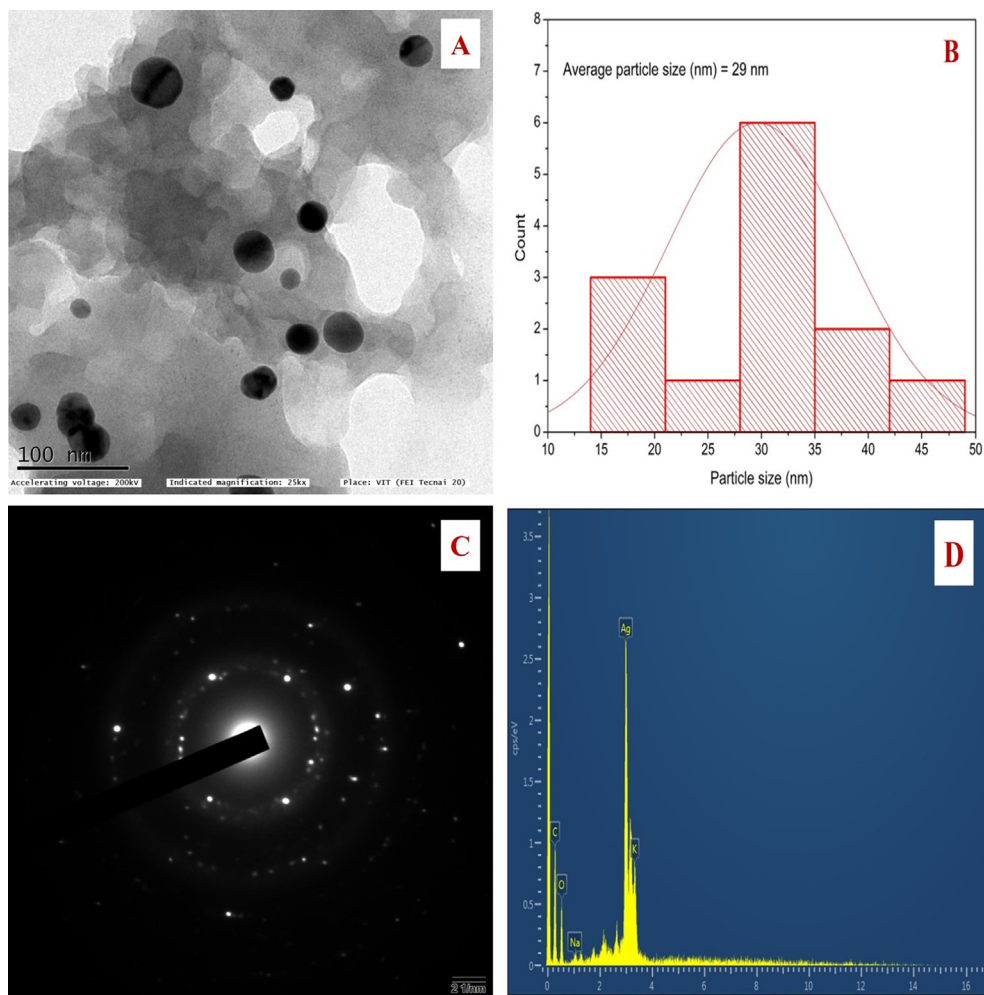 A
100 nm
Accelerating voltage: 200kV Indicated magnification: 25kx Place: VIT (FEI Tecnai 20)
B
Average particle size (nm) = 29 nm
8
7
6
5
4
3
2
1
0
Count
10 15 20 25 30 35 40 45 50
Particle size (nm)
C
2 1/nm
D
3.5
3
2.5
2
1.5
1
0.5
0
cps/eV
Ag
C
K
O
Na
0 2 4 6 8 10 12 14 16